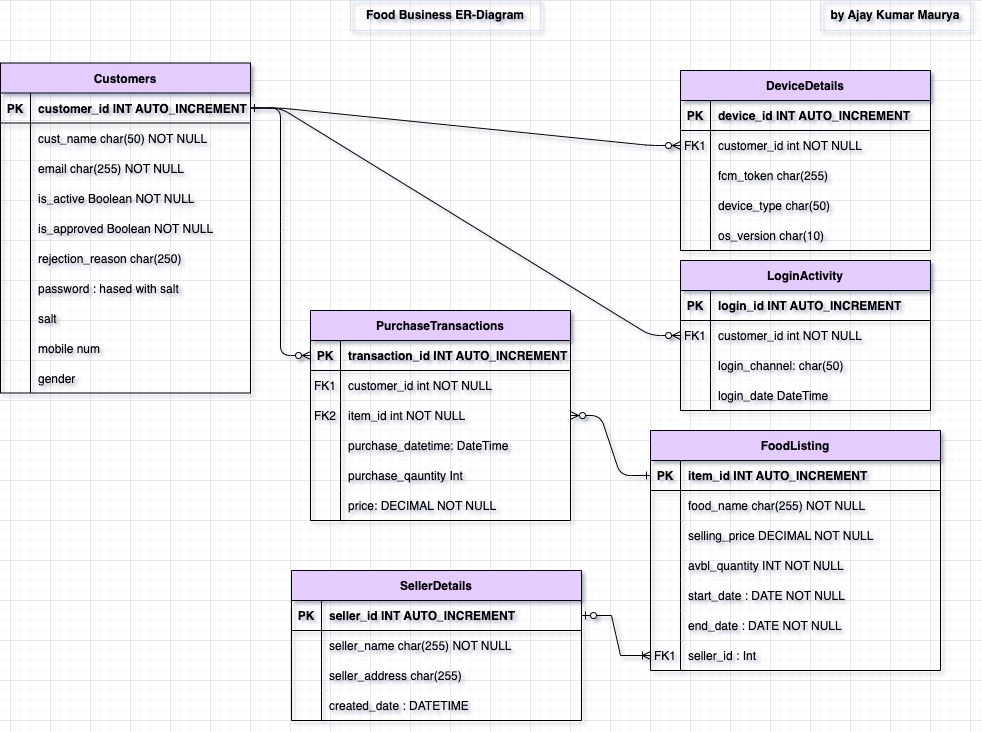 Food Business ER-Diagram
by Ajay Kumar Maurya
Customers
PK customer_id INT AUTO_INCREMENT
cust_name char(50) NOT NULL
email char(255) NOT NULL
is_active Boolean NOT NULL
is_approved Boolean NOT NULL
rejection_reason char(250)
password : hased with salt
salt
mobile num
gender
DeviceDetails
PK device_id INT AUTO_INCREMENT
FK1 customer_id int NOT NULL
fcm_token char(255)
device_type char(50)
os_version char(10)
LoginActivity
PK login_id INT AUTO_INCREMENT
FK1 customer_id int NOT NULL
login_channel: char(50)
login_date DateTime
PurchaseTransactions
PK transaction_id INT AUTO_INCREMENT
FK1 customer_id int NOT NULL
FK2 item_id int NOT NULL
purchase_datetime: DateTime
purchase_qauntity Int
price: DECIMAL NOT NULL
FoodListing
PK item_id INT AUTO_INCREMENT
food_name char(255) NOT NULL
selling_price DECIMAL NOT NULL
avbl_quantity INT NOT NULL
start_date : DATE NOT NULL
end_date : DATE NOT NULL
FK1 seller_id : Int
SellerDetails
PK seller_id INT AUTO_INCREMENT
seller_name char(255) NOT NULL
seller_address char(255)
created_date : DATETIME